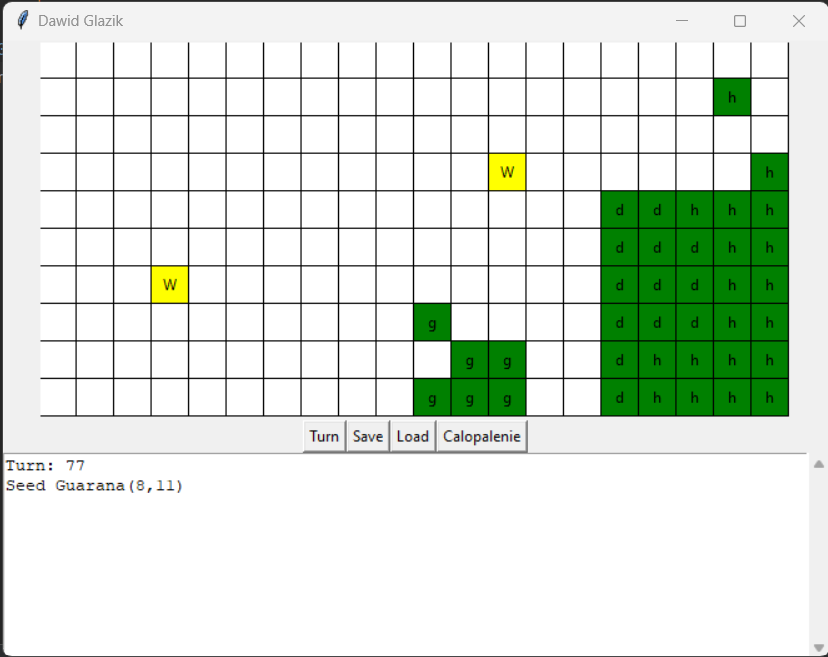 Dawid Glazik
h
W h
d d h h h
d d d h h
W d d d h h
g d d d h h
g g d h h h h
g g g d h h h h
Turn Save Load Calopalenie
Turn: 77
Seed Guarana(8,11)